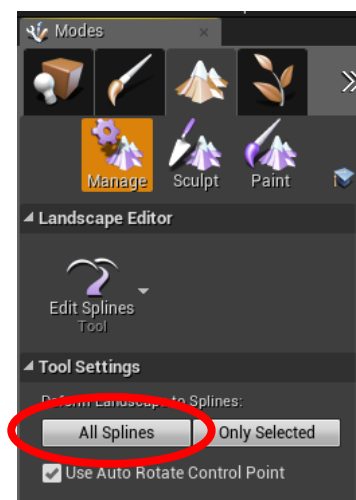 Modes
Manage Sculpt Paint
Landscape Editor
Edit Splines
Tool
Tool Settings
Deform Landscape to Splines:
All Splines Only Selected
Use Auto Rotate Control Point